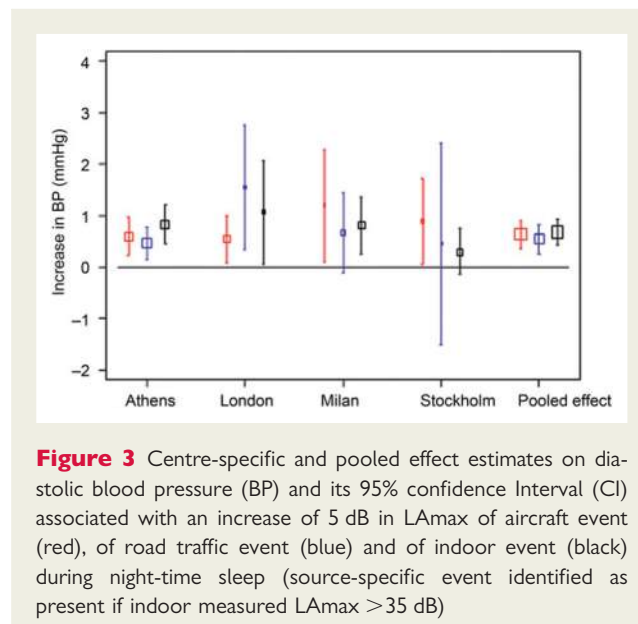 4
3
2
1
0
−1
−2
Increase in BP (mmHg)
Athens London Milan Stockholm Pooled effect
Figure 3 Centre-specific and pooled effect estimates on dia-
stolic blood pressure (BP) and its 95% confidence Interval (CI)
associated with an increase of 5 dB in LAmax of aircraft event
(red), of road traffic event (blue) and of indoor event (black)
during night-time sleep (source-specific event identified as
present if indoor measured LAmax >35 dB)